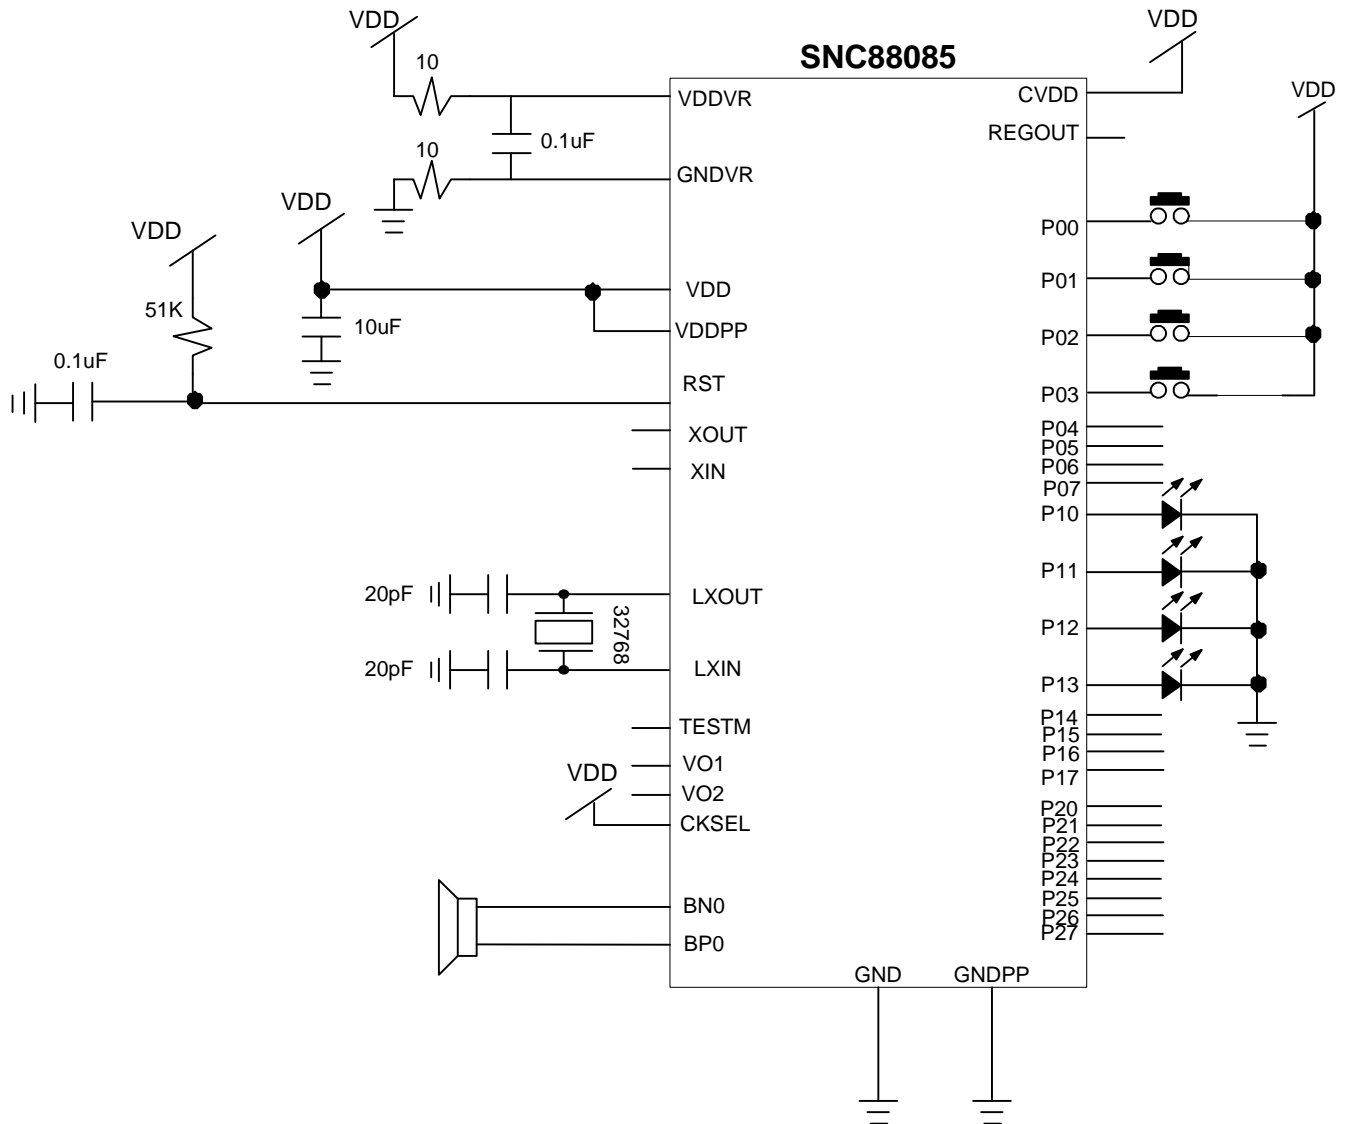 SNC88085
VDD
10
VDDVR
0.1uF
10
GNDVR
VDD
VDD
VDD
51K
10uF
VDDPP
0.1uF
RST
XOUT
XIN
20pF
LXOUT
32768
20pF
LXIN
TESTM
VO1
VDD
VO2
CKSEL
BN0
BP0
GND
GNDPP
VDD
CVDD
VDD
REGOUT
P00
P01
P02
P03
P04
P05
P06
P07
P10
P11
P12
P13
P14
P15
P16
P17
P20
P21
P22
P23
P24
P25
P26
P27